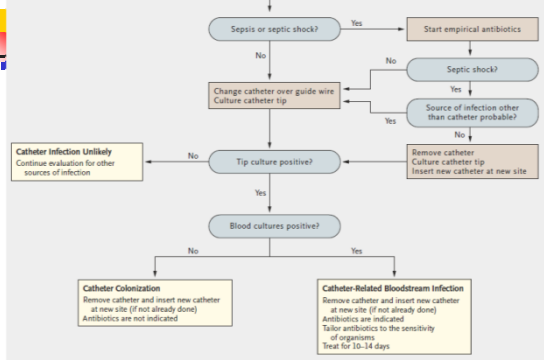 Sepsis or septic shock?
Yes
Start empirical antibiotics
No
No
Septic shock?
Change catheter over guide wire
Culture catheter tip
Yes
Yes
Source of infection other
than catheter probable?
No
Catheter Infection Unlikely
Continue evaluation for other
sources of infection
No
Tip culture positive?
Remove catheter
Culture catheter tip
Insert new catheter at new site
Yes
Blood cultures positive?
No
Yes
Catheter Colonization
Remove catheter and insert new catheter
at new site (if not already done)
Antibiotics are not indicated
Catheter-Related Bloodstream Infection
Remove catheter and insert new catheter
at new site (if not already done)
Antibiotics are indicated
Tailor antibiotics to the sensitivity
of organisms
Treat for 10–14 days